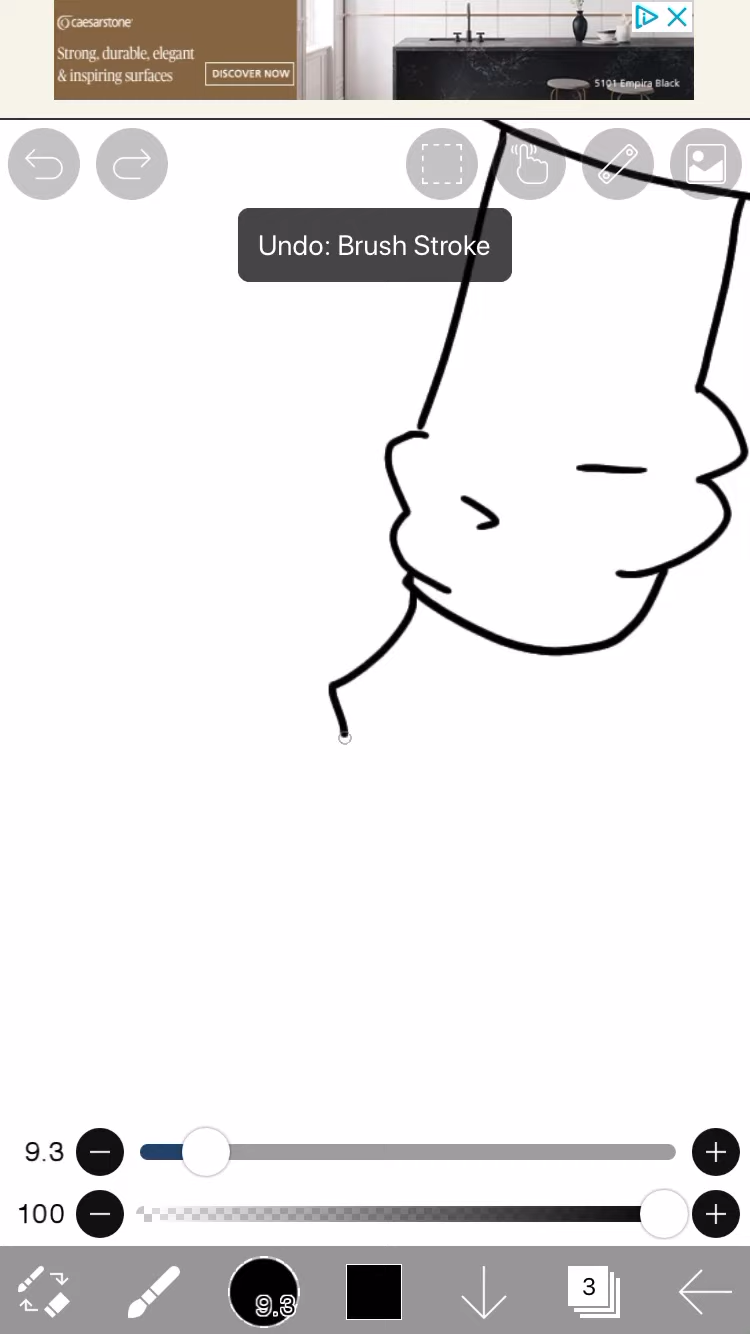 caesarstone
Strong, durable, elegant
& inspiring surfaces
DISCOVER NOW
5101 Empira Black
Undo: Brush Stroke
9.3
100
9.3
3